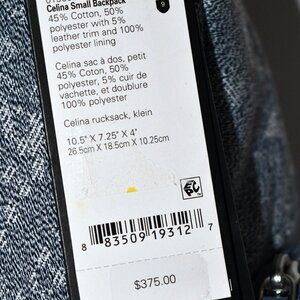 Celina Small Backpack
45% Cotton, 50%
polyester with 5%
leather trim and 100%
polyester lining
Celina sac à dos, petit
45% Coton, 50%
polyester, 5% cuir de
vachette, et doublure
100% polyester
Celina rucksack, klein
10.5" X 7.25" X 4"
26.5cm X 18.5cm X 10.25cm
8 83509 19312 7
$375.00